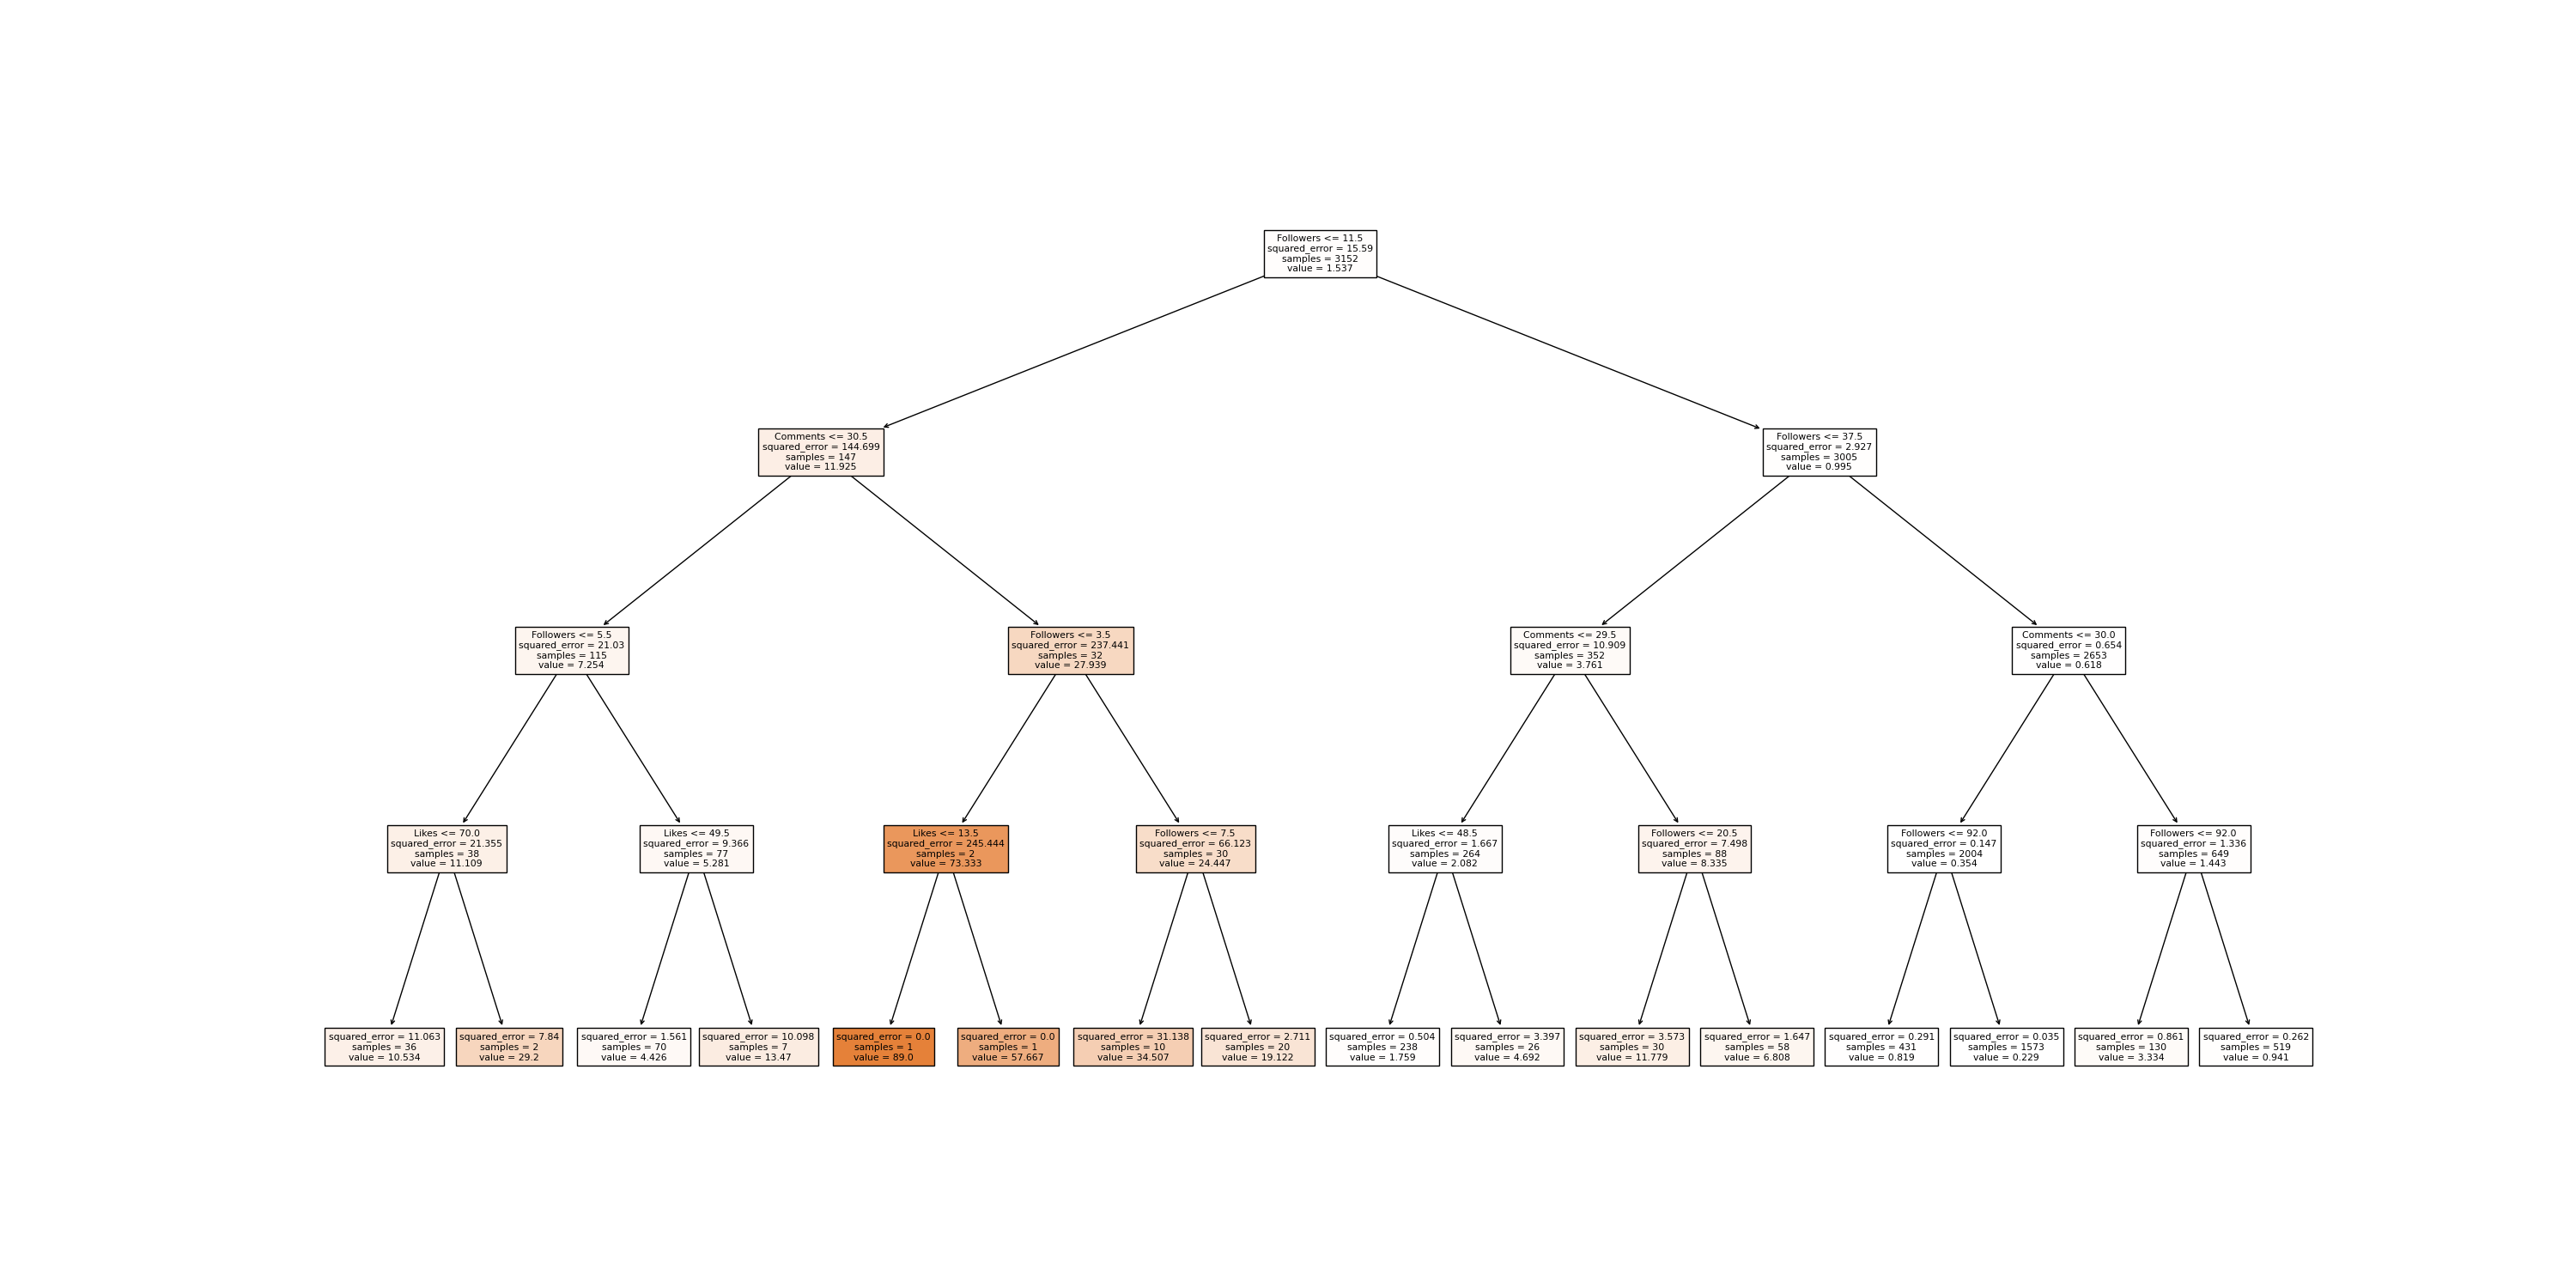 Followers <= 11.5
squared_error = 15.59
samples = 3152
value = 1.537
Comments <= 30.5
squared_error = 144.699
samples = 147
value = 11.925
Followers <= 37.5
squared_error = 2.927
samples = 3005
value = 0.995
Followers <= 5.5
squared_error = 21.03
samples = 115
value = 7.254
Followers <= 3.5
squared_error = 237.441
samples = 32
value = 27.939
Comments <= 29.5
squared_error = 10.909
samples = 352
value = 3.761
Comments <= 30.0
squared_error = 0.654
samples = 2653
value = 0.618
Likes <= 70.0
squared_error = 21.355
samples = 38
value = 11.109
Likes <= 49.5
squared_error = 9.366
samples = 77
value = 5.281
Likes <= 13.5
squared_error = 245.444
samples = 2
value = 73.333
Followers <= 7.5
squared_error = 66.123
samples = 30
value = 24.447
Likes <= 48.5
squared_error = 1.667
samples = 264
value = 2.082
Followers <= 20.5
squared_error = 7.498
samples = 88
value = 8.335
Followers <= 92.0
squared_error = 0.147
samples = 2004
value = 0.354
Followers <= 92.0
squared_error = 1.336
samples = 649
value = 1.443
squared_error = 11.063
samples = 36
value = 10.534
squared_error = 7.84
samples = 2
value = 29.2
squared_error = 1.561
samples = 70
value = 4.426
squared_error = 10.098
samples = 7
value = 13.47
squared_error = 0.0
samples = 1
value = 89.0
squared_error = 0.0
samples = 1
value = 57.667
squared_error = 31.138
samples = 10
value = 34.507
squared_error = 2.711
samples = 20
value = 19.122
squared_error = 0.504
samples = 238
value = 1.759
squared_error = 3.397
samples = 26
value = 4.692
squared_error = 3.573
samples = 30
value = 11.779
squared_error = 1.647
samples = 58
value = 6.808
squared_error = 0.291
samples = 431
value = 0.819
squared_error = 0.035
samples = 1573
value = 0.229
squared_error = 0.861
samples = 130
value = 3.334
squared_error = 0.262
samples = 519
value = 0.941